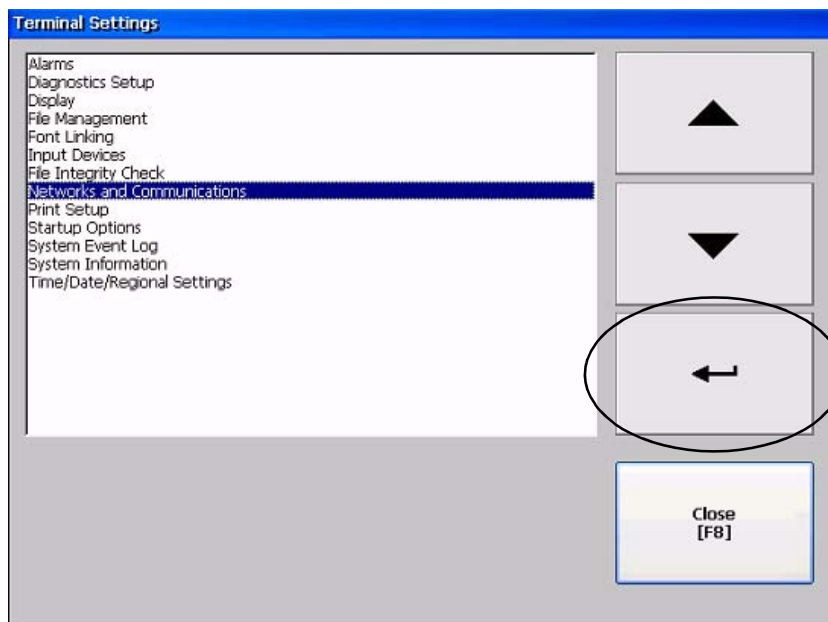 Terminal Settings
Alarms
Diagnostics Setup
Display
File Management
Font Linking
Input Devices
File Integrity Check
Networks and Communications
Print Setup
Startup Options
System Event Log
System Information
Time/Date/Regional Settings
Close
[F8]